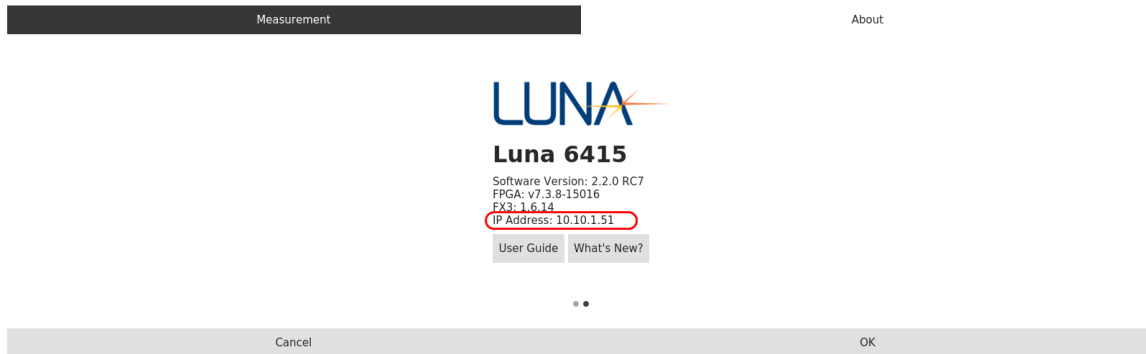 Measurement
About
LUNA
Luna 6415
Software Version: 2.2.0 RC7
FPGA: v7.3.8-15016
FX3: 1.6.14
IP Address: 10.10.1.51
User Guide
What's New?
Cancel
OK